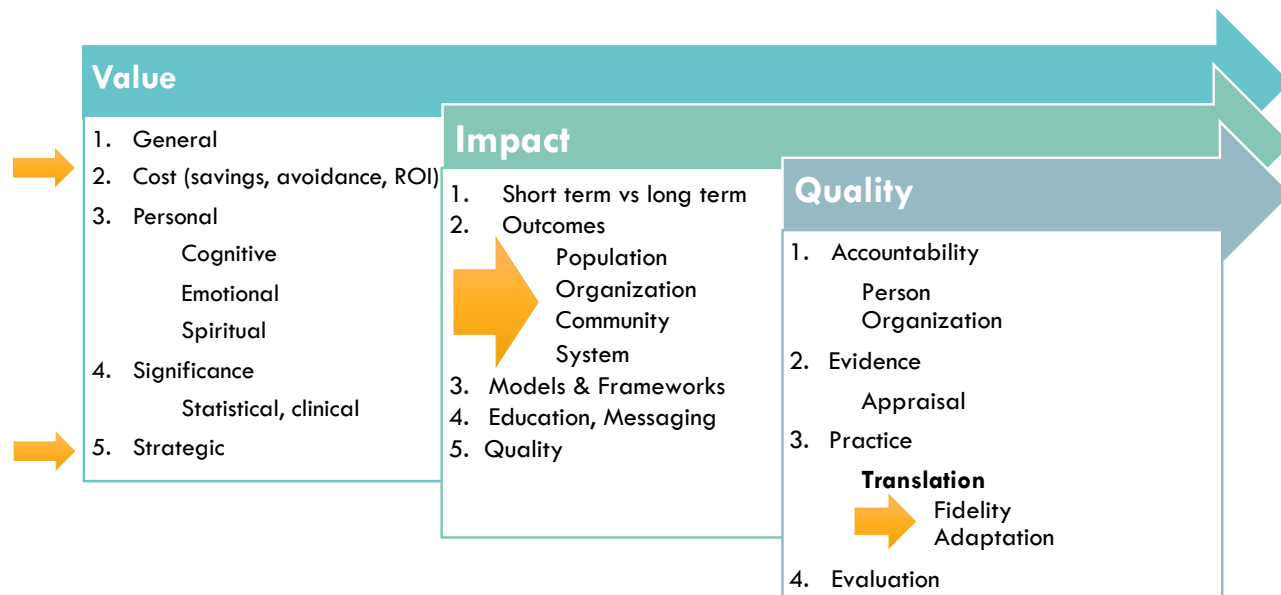 Value
1. General
2. Cost (savings, avoidance, ROI)
3. Personal
Cognitive
Emotional
Spiritual
4. Significance
Statistical, clinical
5. Strategic
Impact
1. Short term vs long term
2. Outcomes
Population
Organization
Community
System
3. Models & Frameworks
4. Education, Messaging
5. Quality
Quality
1. Accountability
Person
Organization
2. Evidence
Appraisal
3. Practice
Translation
Fidelity
Adaptation
4. Evaluation